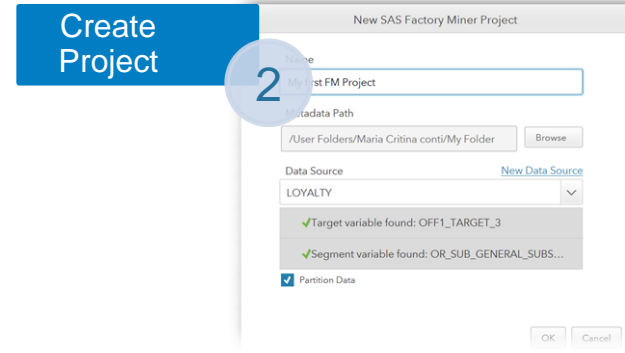 Create
Project
2
New SAS Factory Miner Project
Name
My first FM Project
Metadata Path
/User Folders/Maria Critina conti/My Folder
Browse
Data Source
New Data Source
LOYALTY
✔Target variable found: OFF1_TARGET_3
✔Segment variable found: OR_SUB_GENERAL_SUBS...
Partition Data
OK
Cancel